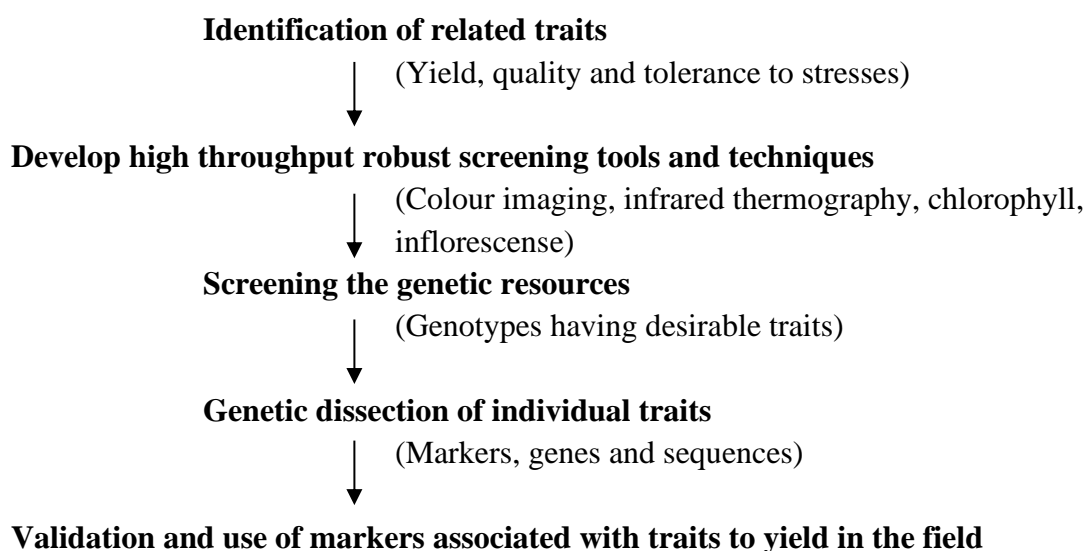 Identification of related traits
(Yield, quality and tolerance to stresses)
Develop high throughput robust screening tools and techniques
(Colour imaging, infrared thermography, chlorophyll,
inflorescense)
Screening the genetic resources
(Genotypes having desirable traits)
Genetic dissection of individual traits
(Markers, genes and sequences)
Validation and use of markers associated with traits to yield in the field